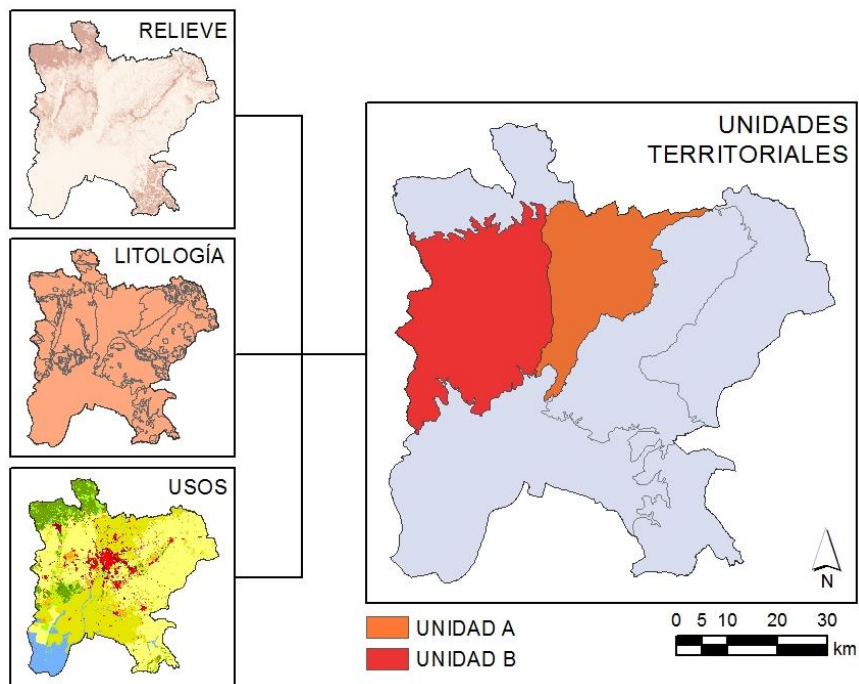 RELIEVE
LITOLOGÍA
USOS
UNIDADES
TERRITORIALES
N
UNIDAD A
UNIDAD B
0 5 10 20 30
km